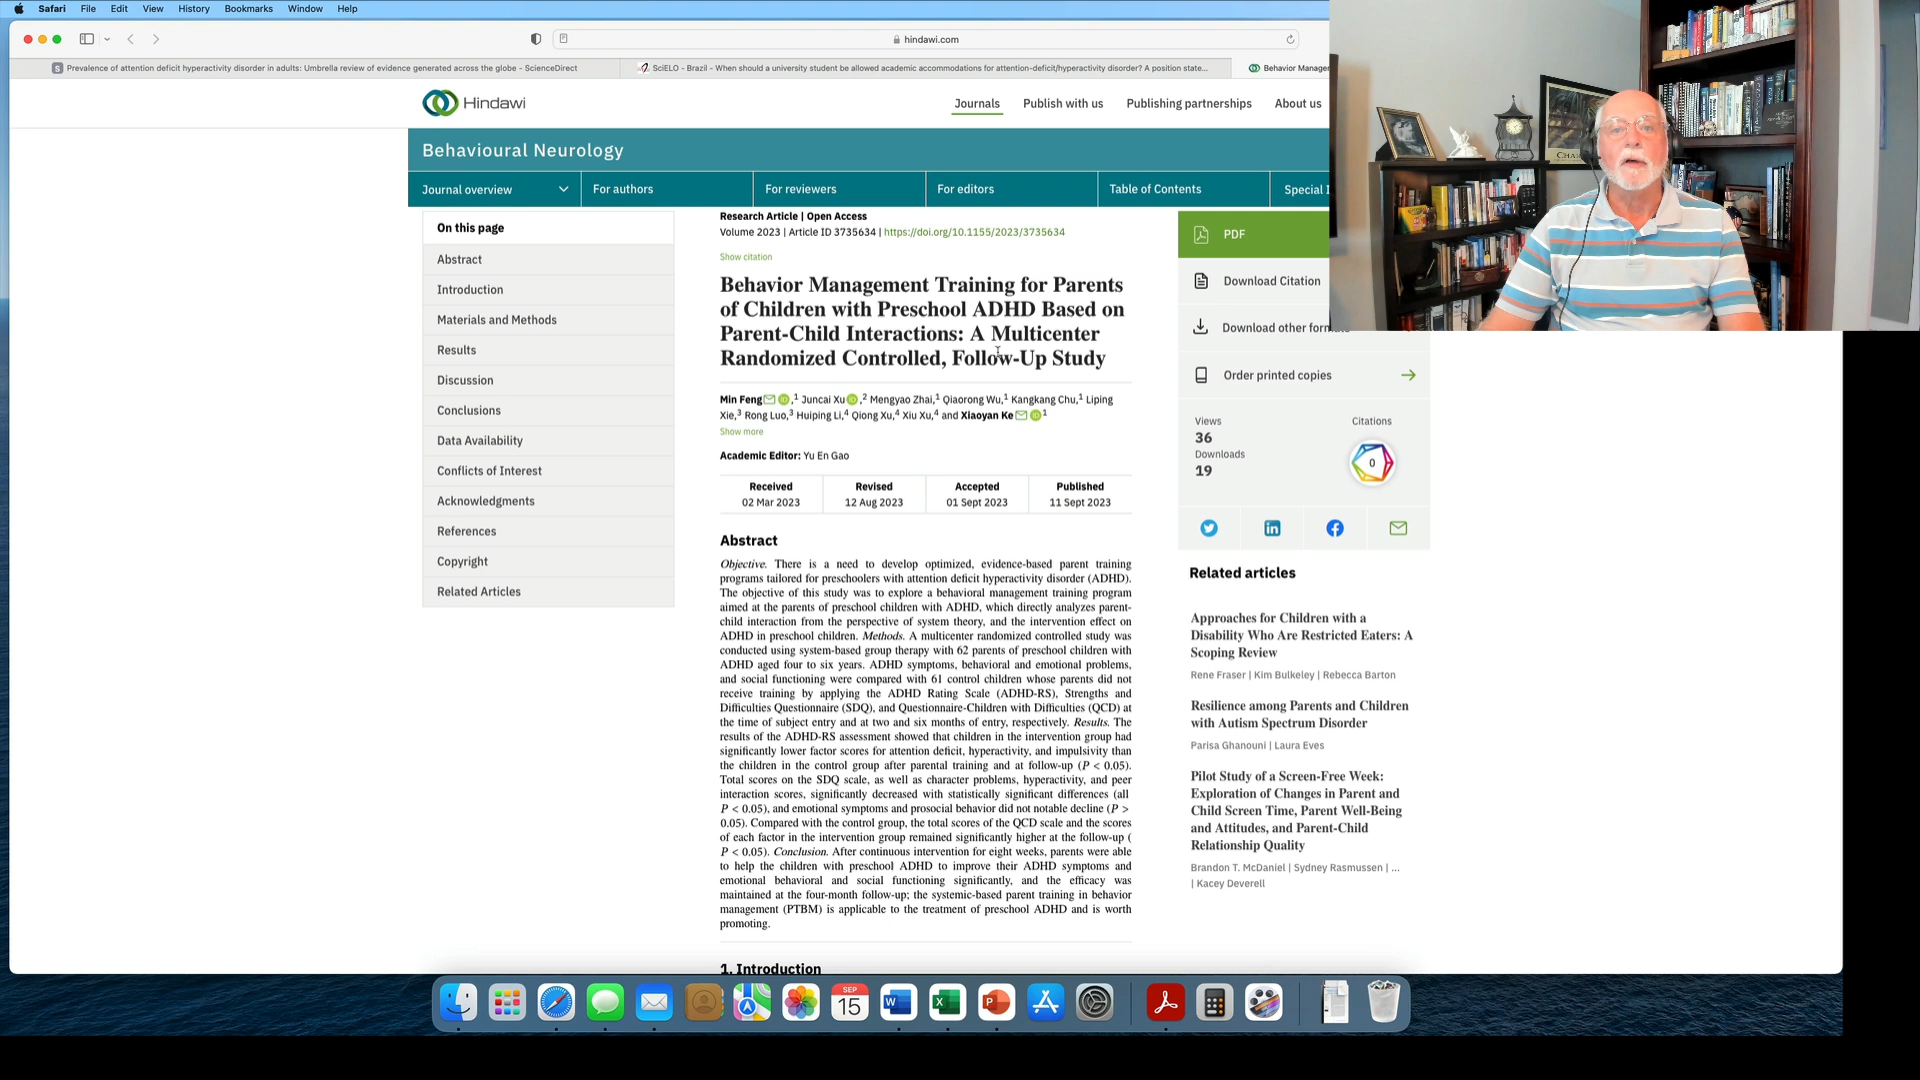 Safari File Edit View History Bookmarks Window Help
hindawi.com
Prevalence of attention deficit hyperactivity disorder in adults: Umbrella review of evidence generated across the globe - ScienceDirect
SciELO - Brazil - When should a university student be allowed academic accommodations for attention-deficit/hyperactivity disorder? A position state...
Behavior Manage
Hindawi
Journals Publish with us Publishing partnerships About us
Behavioural Neurology
Journal overview For authors For reviewers For editors Table of Contents Special I
On this page
Abstract
Introduction
Materials and Methods
Results
Discussion
Conclusions
Data Availability
Conflicts of Interest
Acknowledgments
References
Copyright
Related Articles
Research Article | Open Access
Volume 2023 | Article ID 3735634 | https://doi.org/10.1155/2023/3735634
Show citation
Behavior Management Training for Parents
of Children with Preschool ADHD Based on
Parent-Child Interactions: A Multicenter
Randomized Controlled, Follow-Up Study
Min Feng,1 Juncai Xu,2 Mengyao Zhai,1 Qiaorong Wu,1 Kangkang Chu,1 Liping
Xie,3 Rong Luo,3 Huiping Li,4 Qiong Xu,4 Xiu Xu,4 and Xiaoyan Ke 1
Show more
Academic Editor: Yu En Gao
Received Revised Accepted Published
02 Mar 2023 12 Aug 2023 01 Sept 2023 11 Sept 2023
Abstract
Objective. There is a need to develop optimized, evidence-based parent training
programs tailored for preschoolers with attention deficit hyperactivity disorder (ADHD).
The objective of this study was to explore a behavioral management training program
aimed at the parents of preschool children with ADHD, which directly analyzes parent-
child interaction from the perspective of system theory, and the intervention effect on
ADHD in preschool children. Methods. A multicenter randomized controlled study was
conducted using system-based group therapy with 62 parents of preschool children with
ADHD aged four to six years. ADHD symptoms, behavioral and emotional problems,
and social functioning were compared with 61 control children whose parents did not
receive training by applying the ADHD Rating Scale (ADHD-RS), Strengths and
Difficulties Questionnaire (SDQ), and Questionnaire-Children with Difficulties (QCD) at
the time of subject entry and at two and six months of entry, respectively. Results. The
results of the ADHD-RS assessment showed that children in the intervention group had
significantly lower factor scores for attention deficit, hyperactivity, and impulsivity than
the children in the control group after parental training and at follow-up (P < 0.05).
Total scores on the SDQ scale, as well as character problems, hyperactivity, and peer
interaction scores, significantly decreased with statistically significant differences (all
P < 0.05), and emotional symptoms and prosocial behavior did not notable decline (P >
0.05). Compared with the control group, the total scores of the QCD scale and the scores
of each factor in the intervention group remained significantly higher at the follow-up (
P < 0.05). Conclusion. After continuous intervention for eight weeks, parents were able
to help the children with preschool ADHD to improve their ADHD symptoms and
emotional behavioral and social functioning significantly, and the efficacy was
maintained at the four-month follow-up; the systemic-based parent training in behavior
management (PTBM) is applicable to the treatment of preschool ADHD and is worth
promoting.
1. Introduction
PDF
Download Citation
Download other form
Order printed copies
Views Citations
36
Downloads
19
0
Related articles
Approaches for Children with a
Disability Who Are Restricted Eaters: A
Scoping Review
Rene Fraser | Kim Bulkeley | Rebecca Barton
Resilience among Parents and Children
with Autism Spectrum Disorder
Parisa Ghanouni | Laura Eves
Pilot Study of a Screen-Free Week:
Exploration of Changes in Parent and
Child Screen Time, Parent Well-Being
and Attitudes, and Parent-Child
Relationship Quality
Brandon T. McDaniel | Sydney Rasmussen | ...
| Kacey Deverell
SEP
15